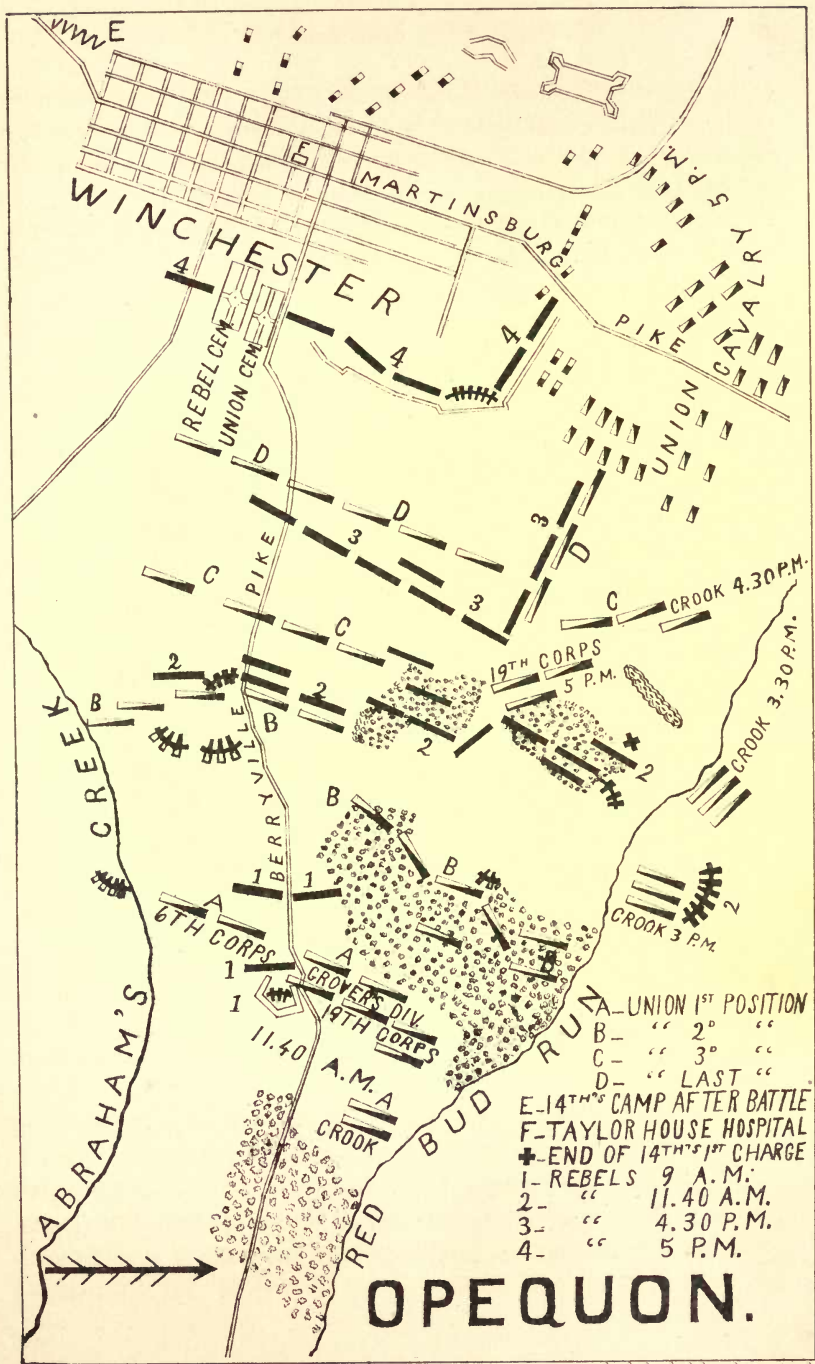 E
F
WINCHESTER
MARTINSBURG
PIKE
UNION CAVALRY 5 P.M.
4
REBEL CEM
UNION CEM
4
4
D
D
3
3
3
D
C
C
C
CROOK 4.30 P.M.
BERRYVILLE PIKE
19TH CORPS
5 P.M.
2
B
B
2
2
2
CROOK 3.30 P.M.
ABRAHAM'S CREEK
B
B
B
1
1
A
6TH CORPS
1
1
A
GROVER'S DIV.
19TH CORPS
11.40 A.M.
A
CROOK
2
CROOK 3 P.M.
RED BUD RUN
A-UNION 1ST POSITION
B- " 2D "
C- " 3D "
D- " LAST "
E-14TH'S CAMP AFTER BATTLE
F-TAYLOR HOUSE HOSPITAL
✚-END OF 14TH'S 1ST CHARGE
1-REBELS 9 A.M.
2- " 11.40 A.M.
3- " 4.30 P.M.
4- " 5 P.M.
OPEQUON.